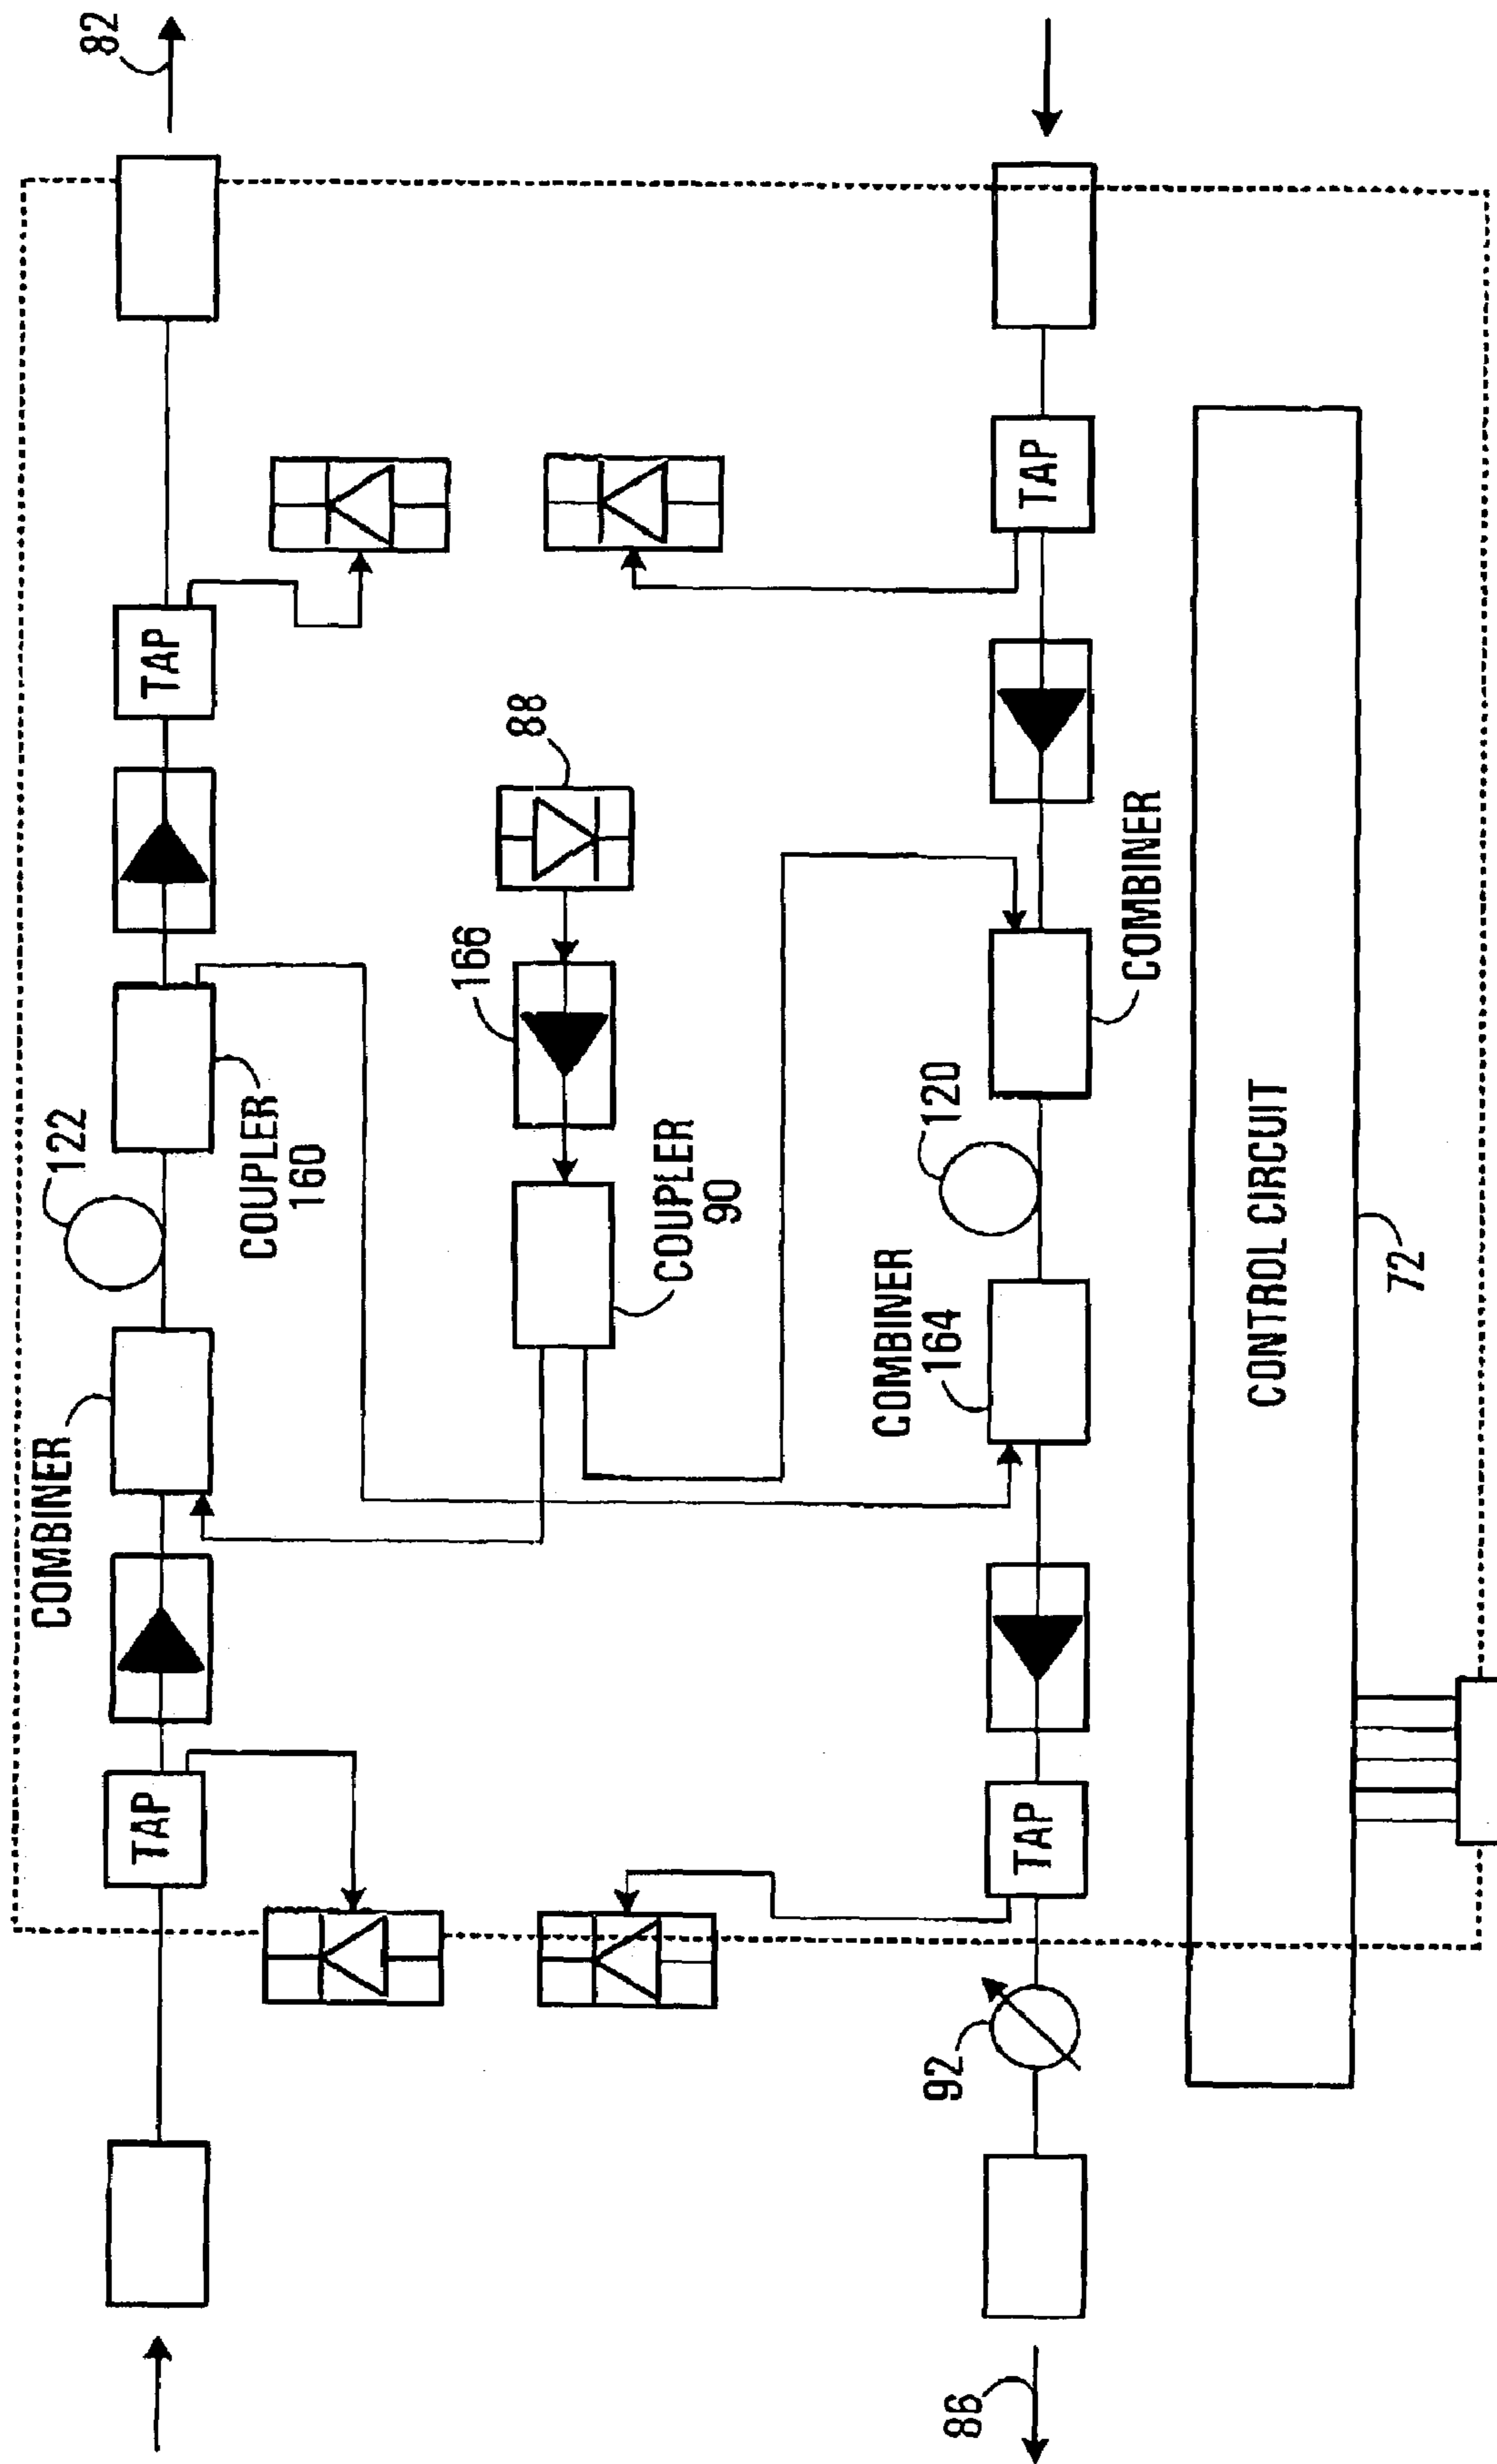 COMBINER
122
82
TAP
TAP
COUPLER
160
166
88
COUPLER
90
COMBINER
164
120
92
86
TAP
TAP
COMBINER
CONTROL CIRCUIT
72